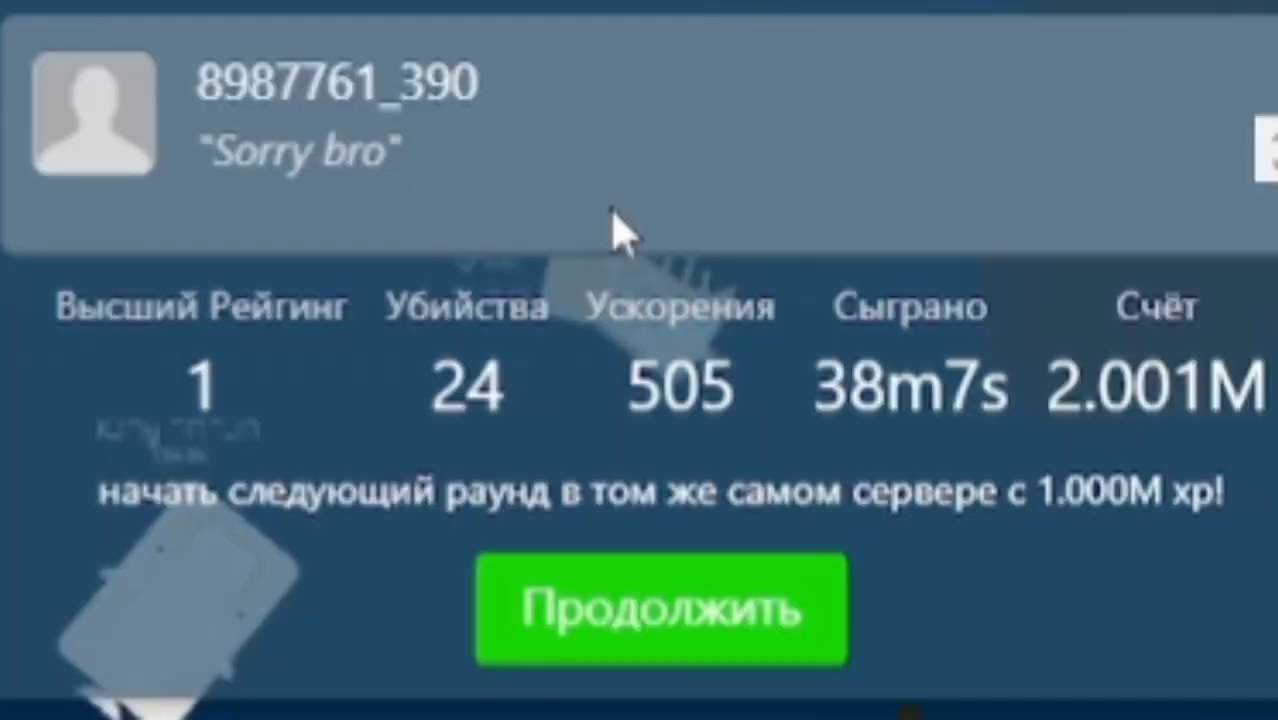 8987761_390
"Sorry bro"
Высший Рейгинг Убийства Ускорения Сыграно Счёт
1 24 505 38m7s 2.001M
начать следующий раунд в том же самом сервере с 1.000M xp!
Продолжить